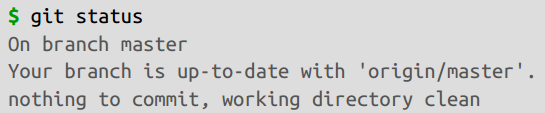 $ git status
On branch master
Your branch is up-to-date with 'origin/master'.
nothing to commit, working directory clean